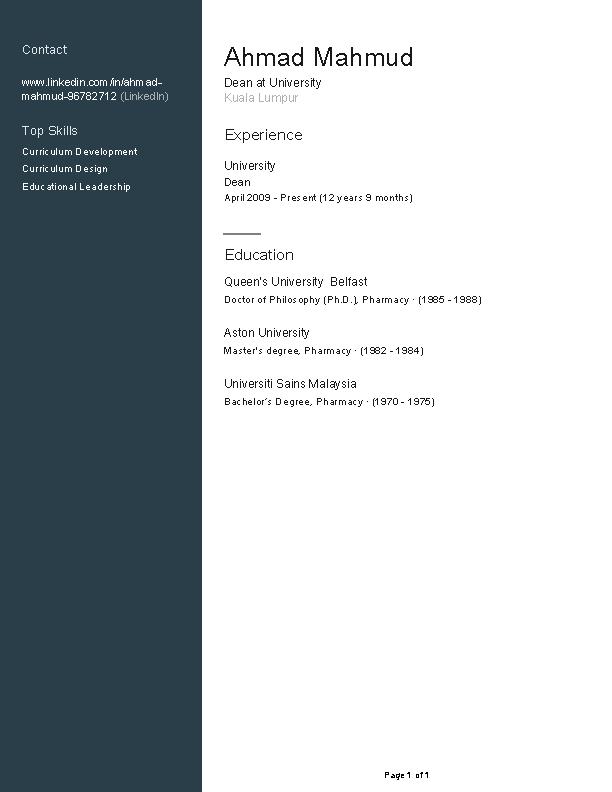 Contact
www.linkedin.com/in/ahmad-
mahmud-96782712 (LinkedIn)
Top Skills
Curriculum Development
Curriculum Design
Educational Leadership
Ahmad Mahmud
Dean at University
Kuala Lumpur
Experience
University
Dean
April 2009 - Present (12 years 9 months)
Education
Queen's University Belfast
Doctor of Philosophy (Ph.D.), Pharmacy · (1985 - 1988)
Aston University
Master's degree, Pharmacy · (1982 - 1984)
Universiti Sains Malaysia
Bachelor's Degree, Pharmacy · (1970 - 1975)
Page 1 of 1